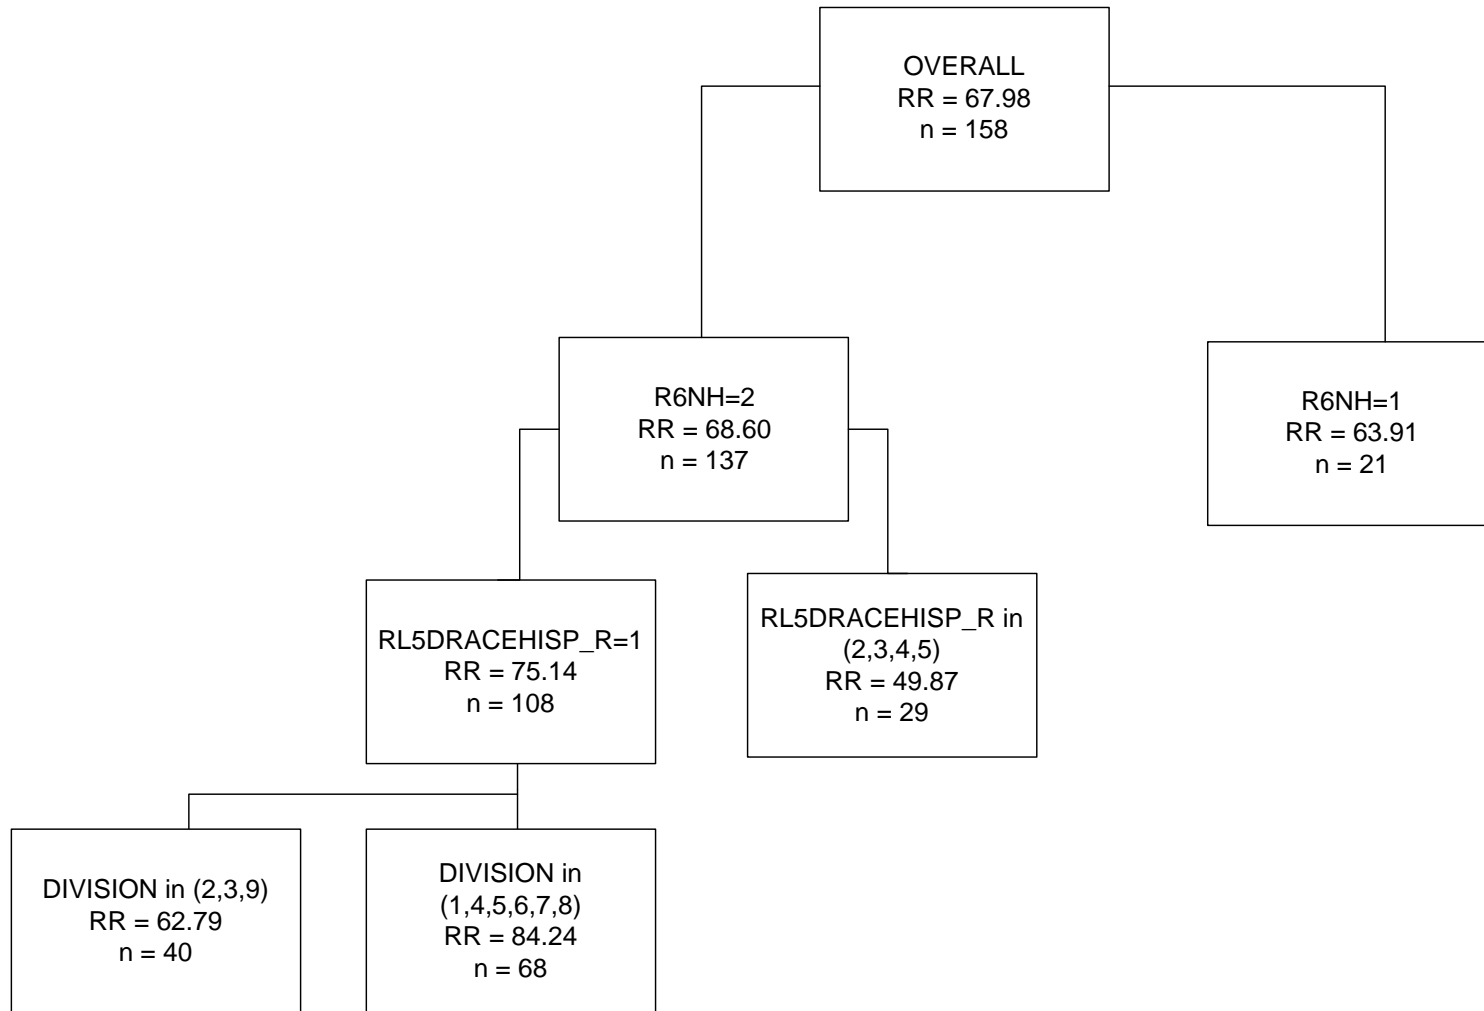 OVERALL
RR = 67.98
n = 158
R6NH=2
RR = 68.60
n = 137
R6NH=1
RR = 63.91
n = 21
RL5DRACEHISP_R=1
RR = 75.14
n = 108
RL5DRACEHISP_R in
(2,3,4,5)
RR = 49.87
n = 29
DIVISION in (2,3,9)
RR = 62.79
n = 40
DIVISION in
(1,4,5,6,7,8)
RR = 84.24
n = 68